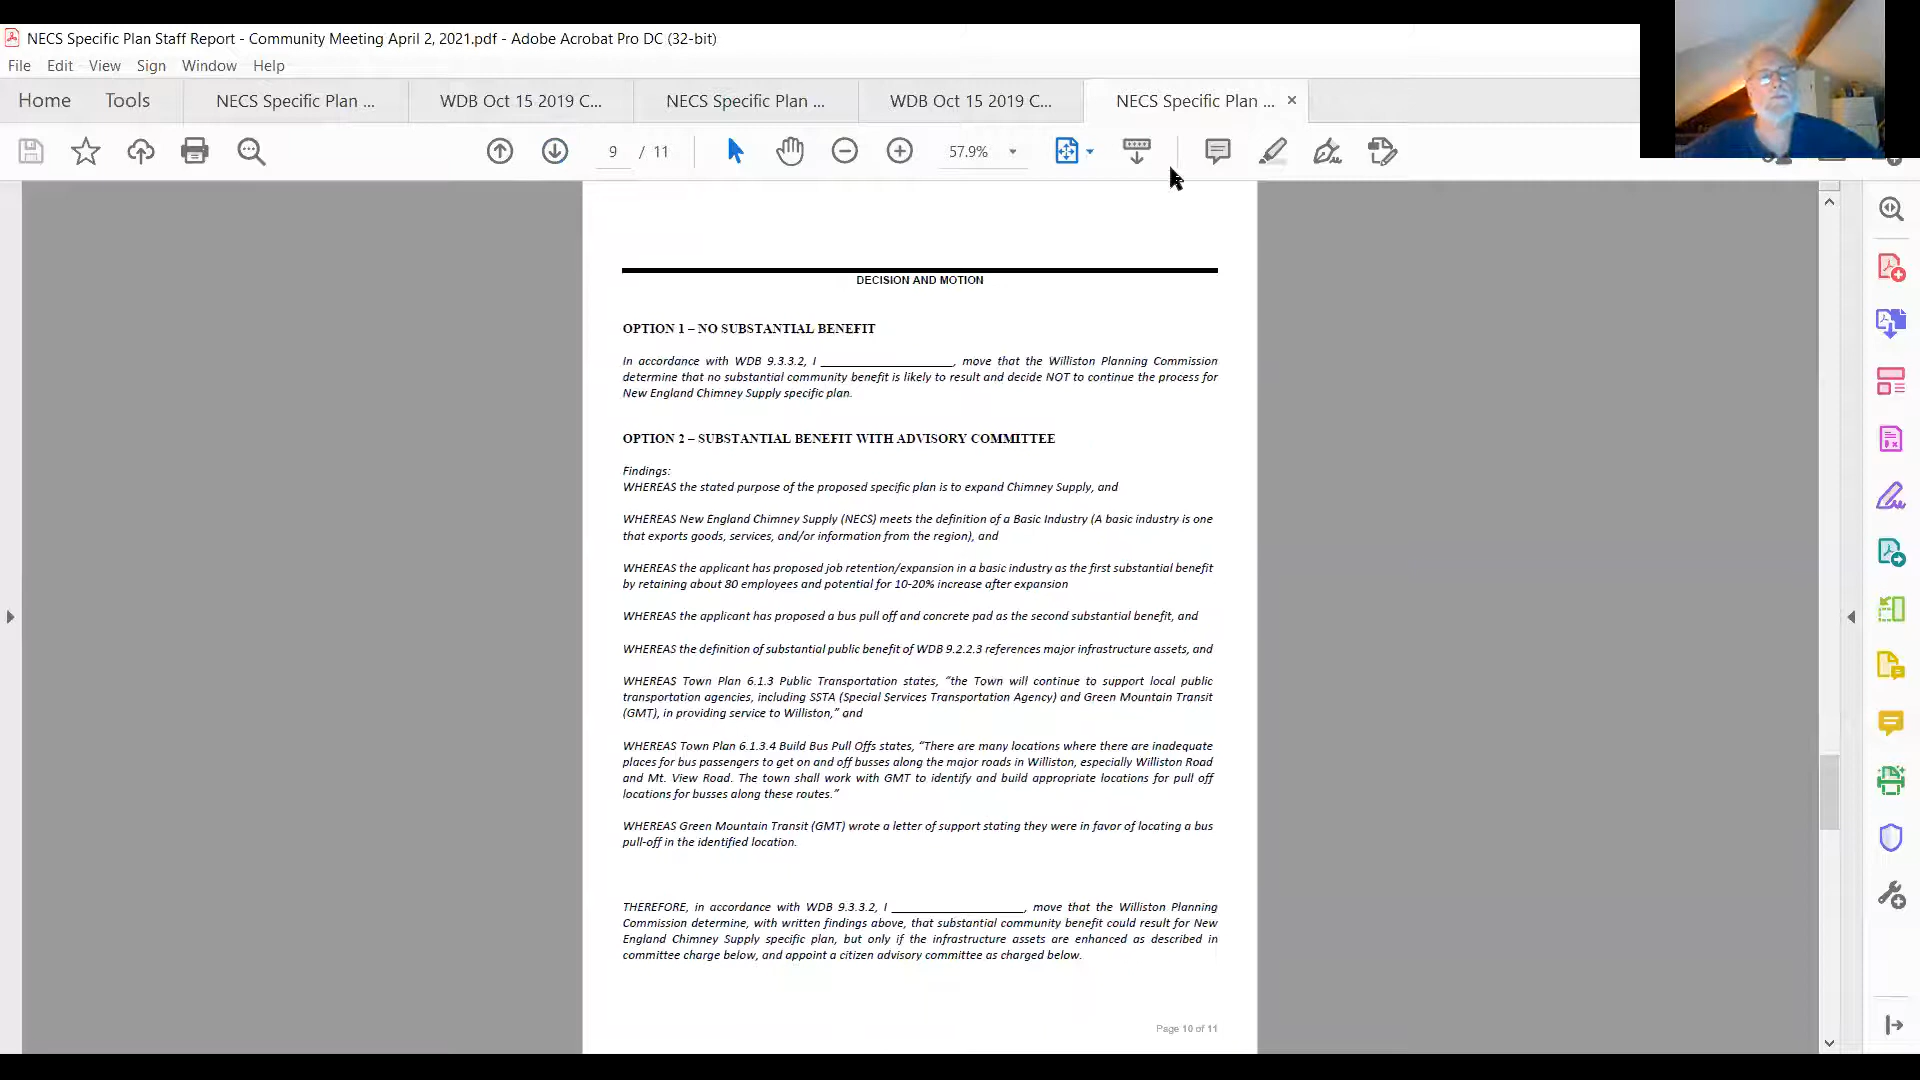 NECS Specific Plan Staff Report - Community Meeting April 2, 2021.pdf - Adobe Acrobat Pro DC (32-bit)
File Edit View Sign Window Help
Home Tools NECS Specific Plan ... WDB Oct 15 2019 C... NECS Specific Plan ... WDB Oct 15 2019 C... NECS Specific Plan ... ×
9 / 11 57.9%
DECISION AND MOTION
OPTION 1 – NO SUBSTANTIAL BENEFIT
In accordance with WDB 9.3.3.2, I ____________________, move that the Williston Planning Commission
determine that no substantial community benefit is likely to result and decide NOT to continue the process for
New England Chimney Supply specific plan.
OPTION 2 – SUBSTANTIAL BENEFIT WITH ADVISORY COMMITTEE
Findings:
WHEREAS the stated purpose of the proposed specific plan is to expand Chimney Supply, and
WHEREAS New England Chimney Supply (NECS) meets the definition of a Basic Industry (A basic industry is one
that exports goods, services, and/or information from the region), and
WHEREAS the applicant has proposed job retention/expansion in a basic industry as the first substantial benefit
by retaining about 80 employees and potential for 10-20% increase after expansion
WHEREAS the applicant has proposed a bus pull off and concrete pad as the second substantial benefit, and
WHEREAS the definition of substantial public benefit of WDB 9.2.2.3 references major infrastructure assets, and
WHEREAS Town Plan 6.1.3 Public Transportation states, “the Town will continue to support local public
transportation agencies, including SSTA (Special Services Transportation Agency) and Green Mountain Transit
(GMT), in providing service to Williston,” and
WHEREAS Town Plan 6.1.3.4 Build Bus Pull Offs states, “There are many locations where there are inadequate
places for bus passengers to get on and off busses along the major roads in Williston, especially Williston Road
and Mt. View Road. The town shall work with GMT to identify and build appropriate locations for pull off
locations for busses along these routes.”
WHEREAS Green Mountain Transit (GMT) wrote a letter of support stating they were in favor of locating a bus
pull-off in the identified location.
THEREFORE, in accordance with WDB 9.3.3.2, I ____________________, move that the Williston Planning
Commission determine, with written findings above, that substantial community benefit could result for New
England Chimney Supply specific plan, but only if the infrastructure assets are enhanced as described in
committee charge below, and appoint a citizen advisory committee as charged below.
Page 10 of 11